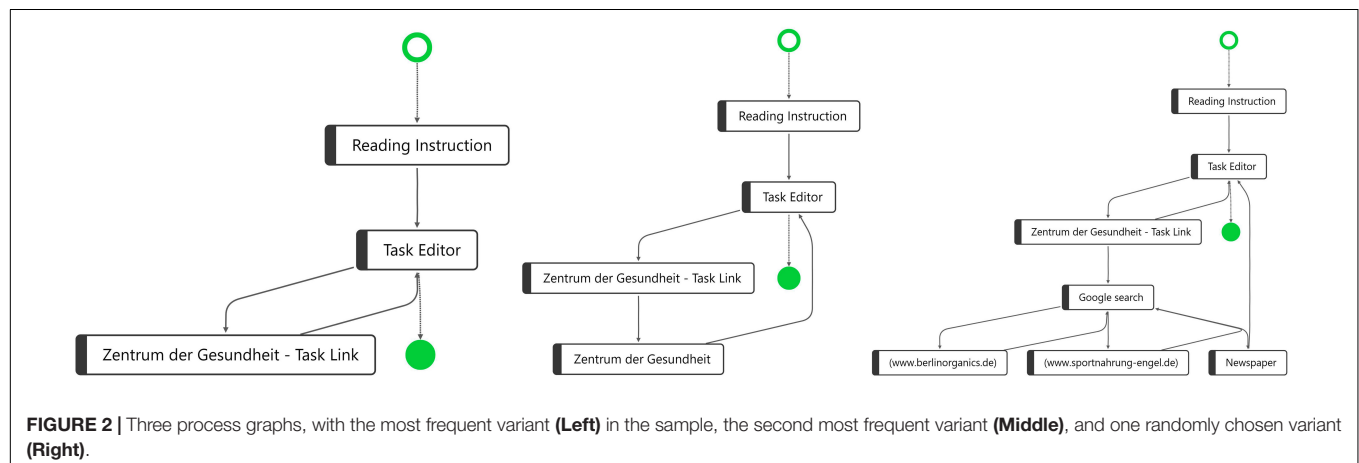 Reading Instruction
Task Editor
Zentrum der Gesundheit - Task Link
Reading Instruction
Task Editor
Zentrum der Gesundheit - Task Link
Zentrum der Gesundheit
Reading Instruction
Task Editor
Zentrum der Gesundheit - Task Link
Google search
(www.berlinorganics.de)
(www.sportnahrung-engel.de)
Newspaper
FIGURE 2 | Three process graphs, with the most frequent variant (Left) in the sample, the second most frequent variant (Middle), and one randomly chosen variant
(Right).